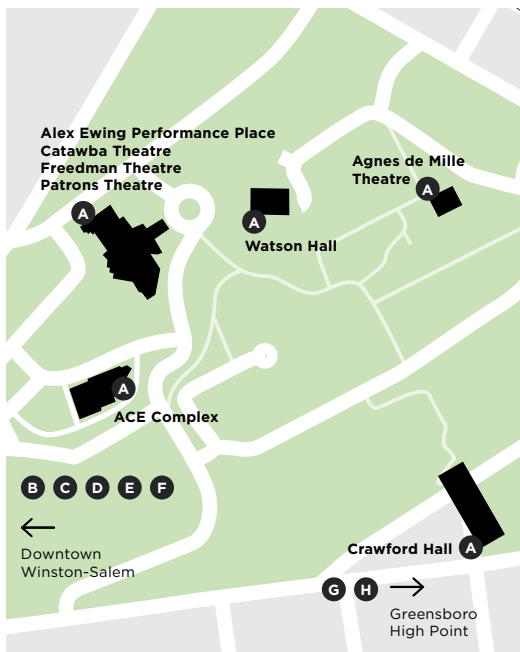 Alex Ewing Performance Place
Catawba Theatre
Freedman Theatre
Patrons Theatre
A
Agnes de Mille
Theatre
A
A
Watson Hall
A
ACE Complex
B C D E F
Downtown
Winston-Salem
Crawford Hall A
G H
Greensboro
High Point